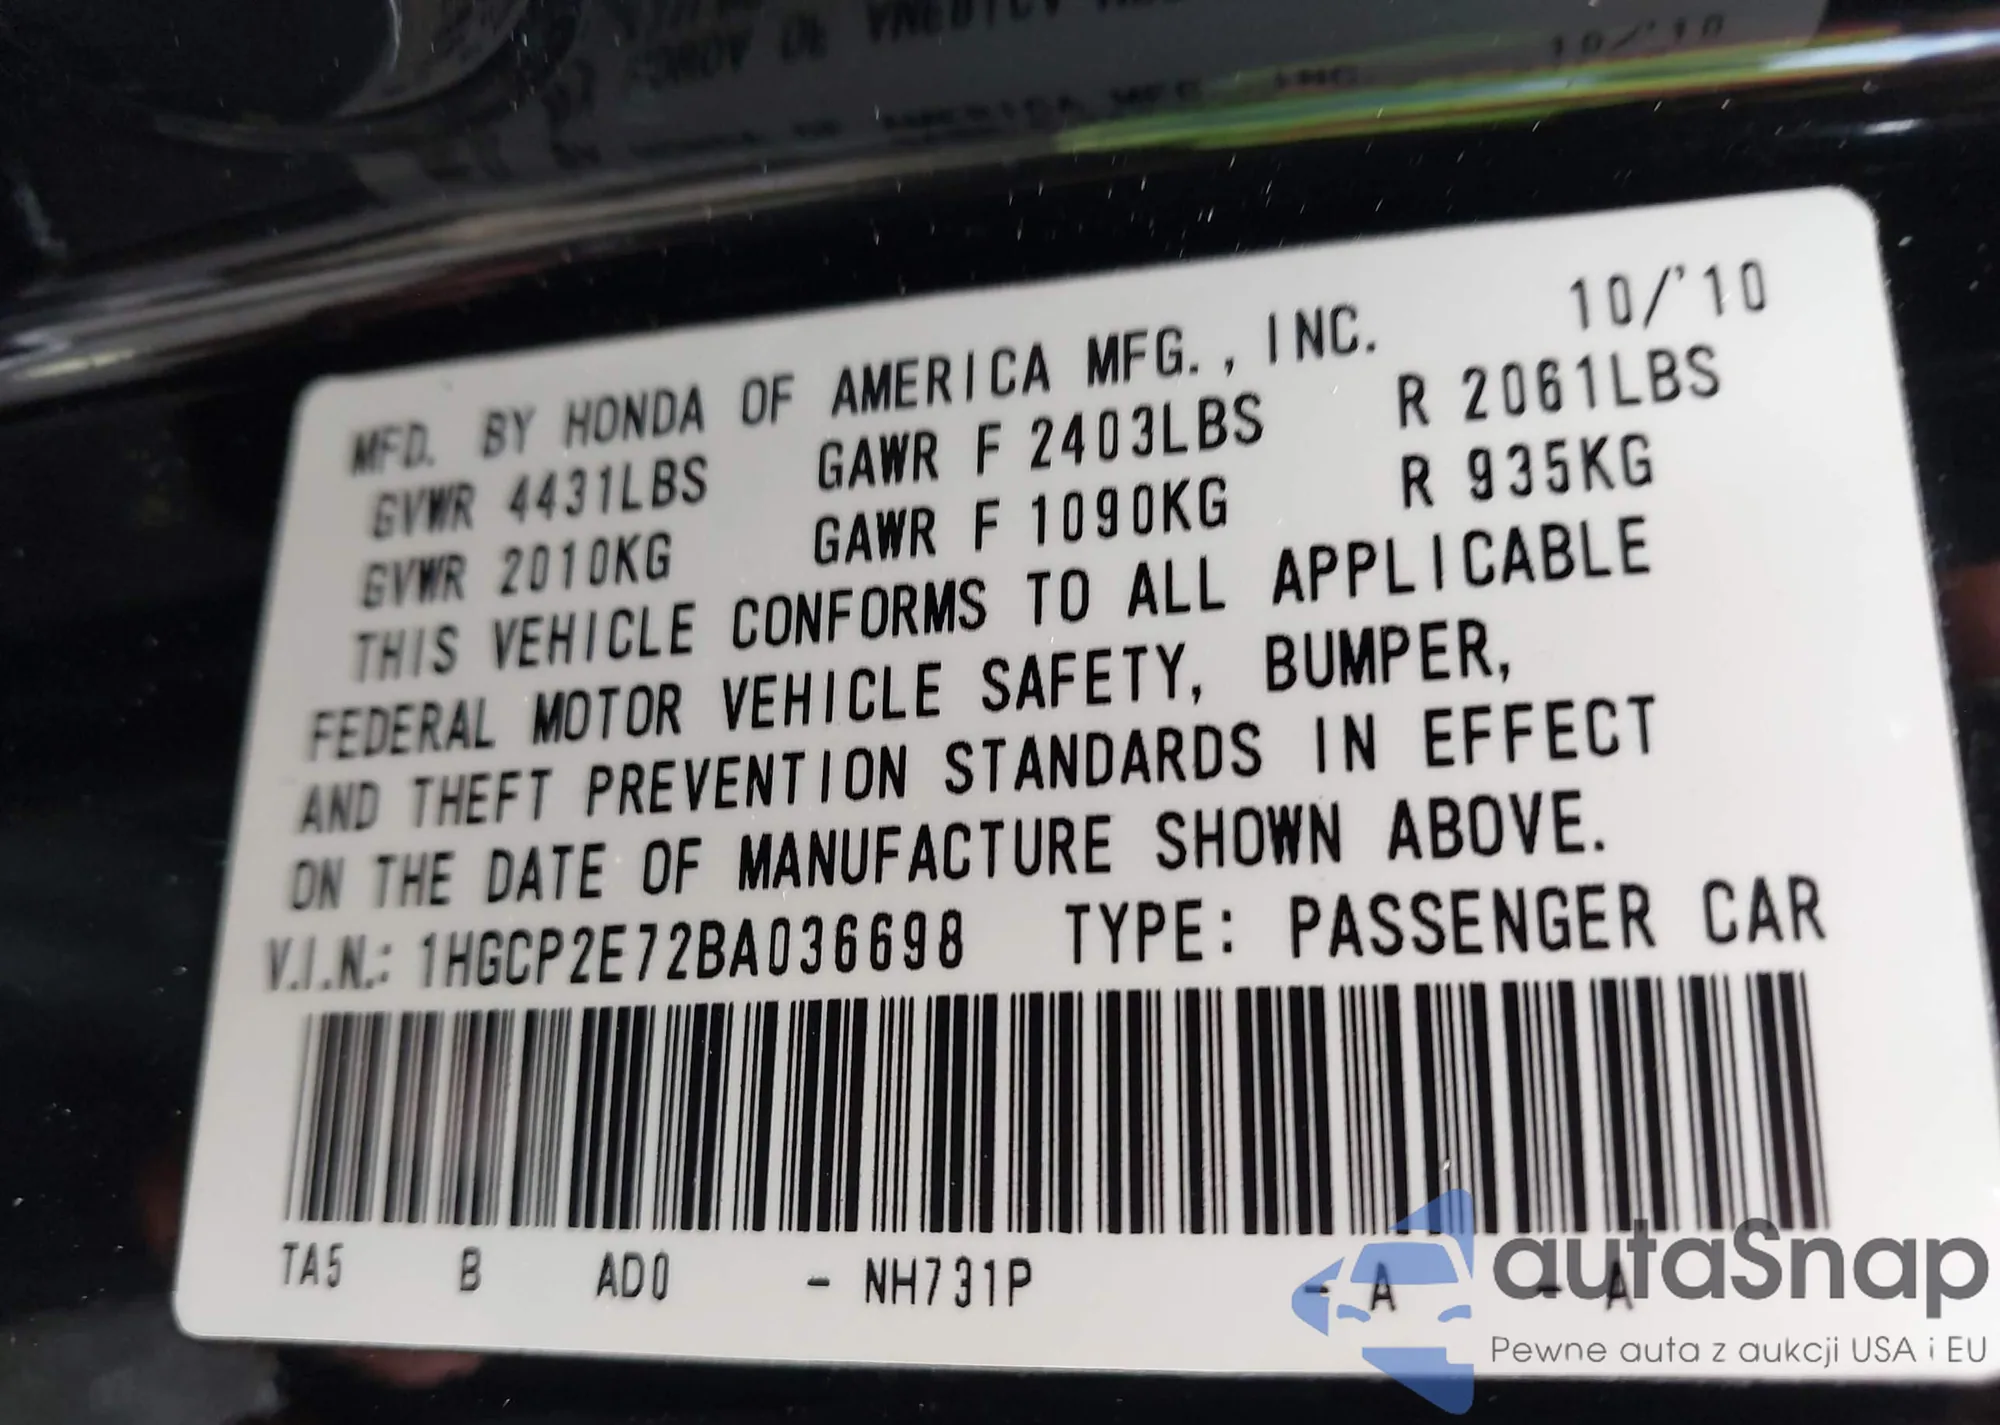 MFD. BY HONDA OF AMERICA MFG., INC. 10/'10
GVWR 4431LBS GAWR F 2403LBS R 2061LBS
GVWR 2010KG GAWR F 1090KG R 935KG
THIS VEHICLE CONFORMS TO ALL APPLICABLE
FEDERAL MOTOR VEHICLE SAFETY, BUMPER,
AND THEFT PREVENTION STANDARDS IN EFFECT
ON THE DATE OF MANUFACTURE SHOWN ABOVE.
V.I.N.: 1HGCP2E72BA036698 TYPE: PASSENGER CAR
TA5 B AD0 - NH731P - A - A
autaSnap
Pewne auta z aukcji USA i EU